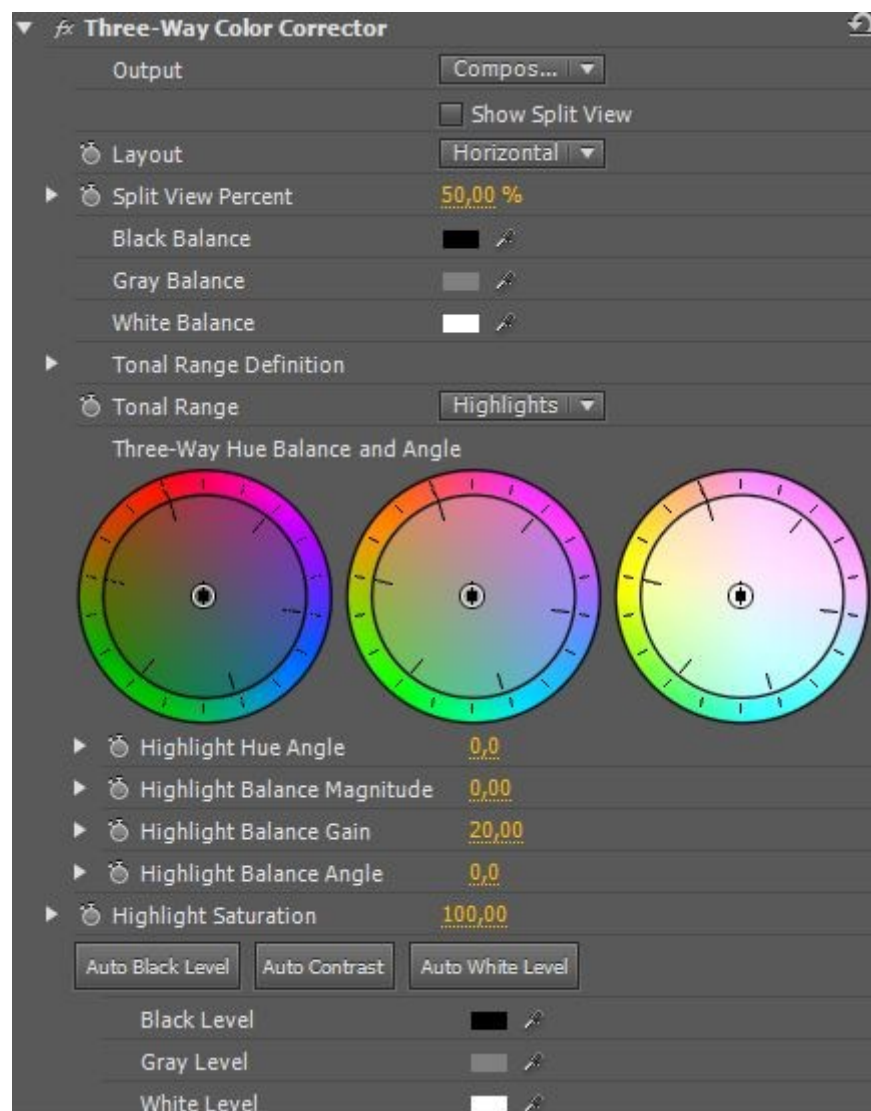 fx Three-Way Color Corrector
Output Compos...
Show Split View
Layout Horizontal
Split View Percent 50,00 %
Black Balance
Gray Balance
White Balance
Tonal Range Definition
Tonal Range Highlights
Three-Way Hue Balance and Angle
Highlight Hue Angle 0,0
Highlight Balance Magnitude 0,00
Highlight Balance Gain 20,00
Highlight Balance Angle 0,0
Highlight Saturation 100,00
Auto Black Level Auto Contrast Auto White Level
Black Level
Gray Level
White Level